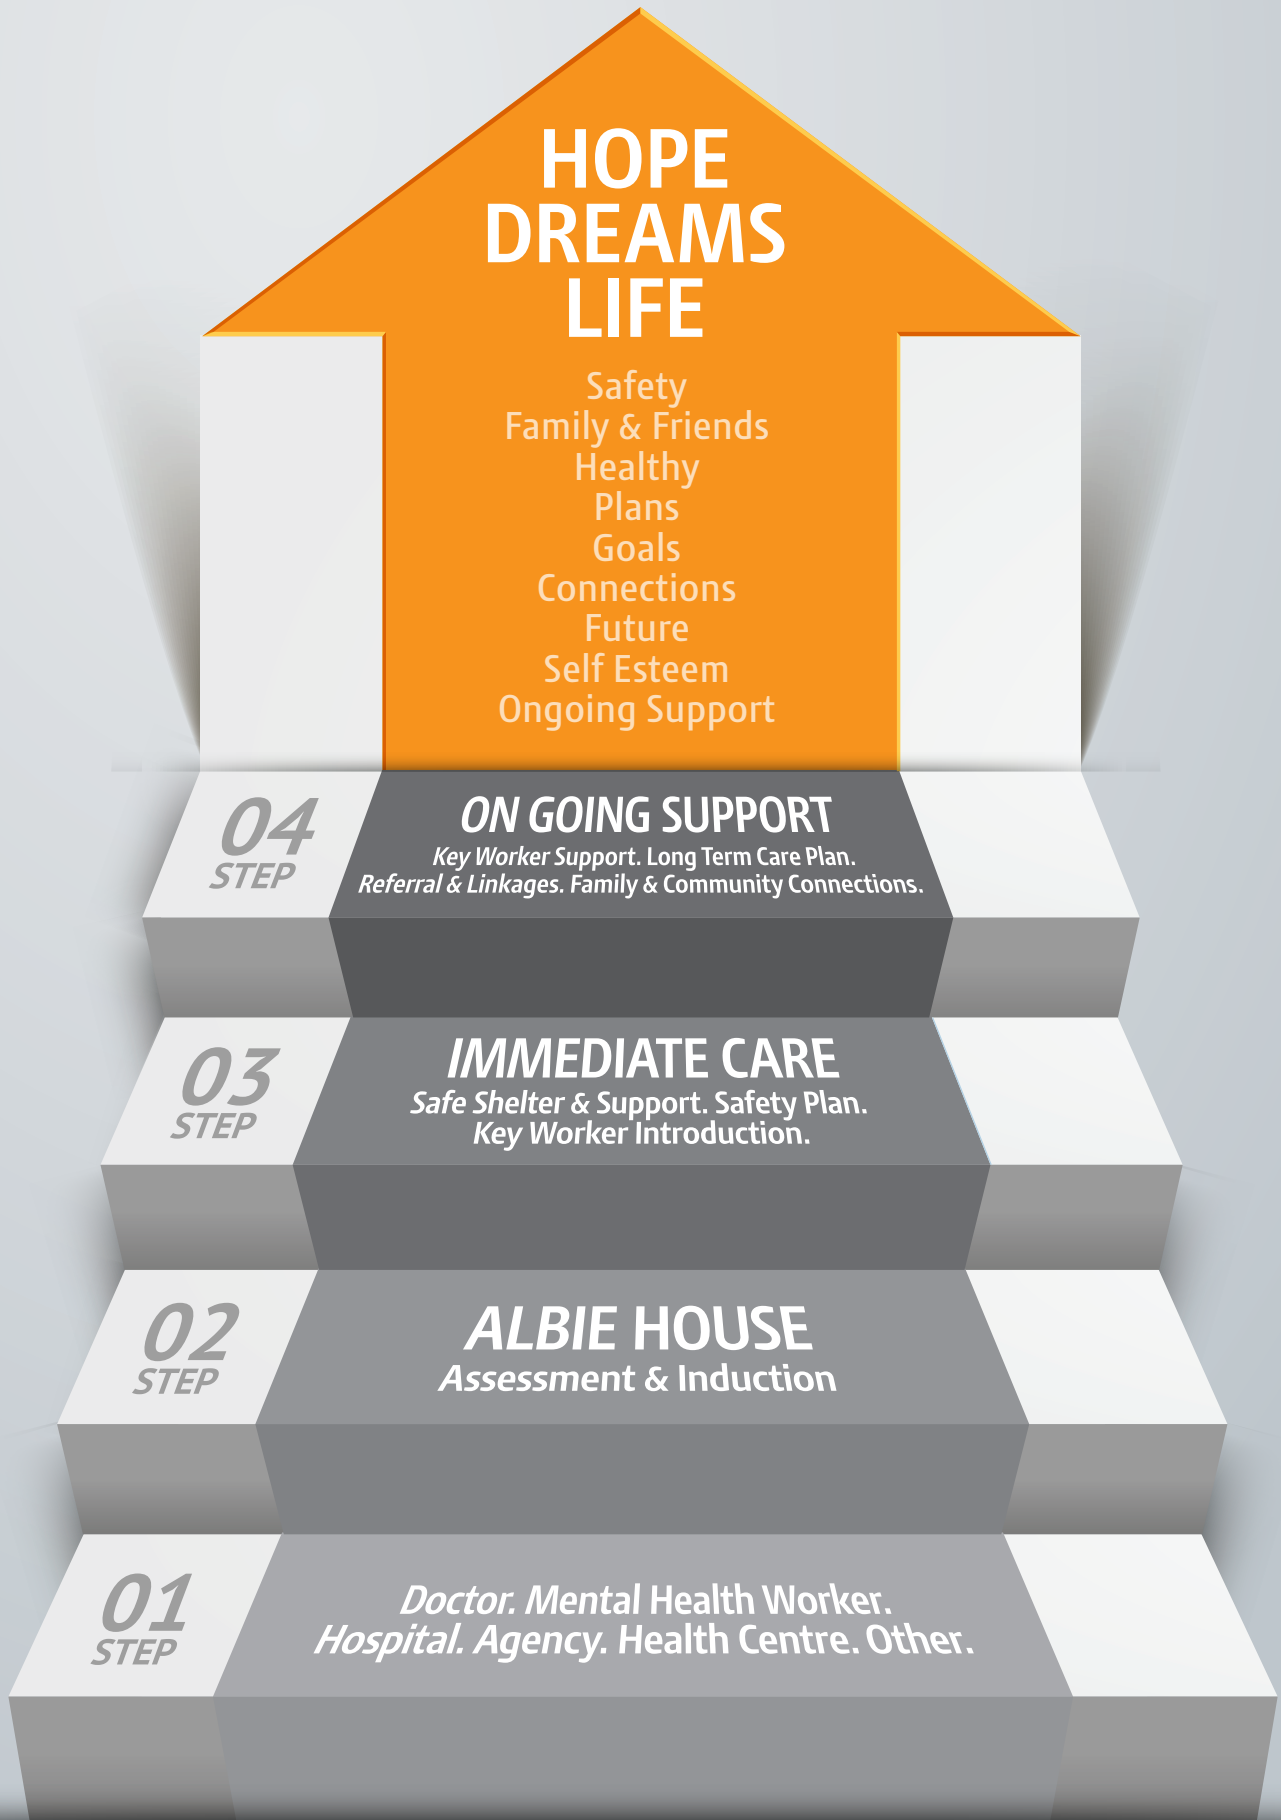 HOPE
DREAMS
LIFE
Safety
Family & Friends
Healthy
Plans
Goals
Connections
Future
Self Esteem
Ongoing Support
04
STEP
ON GOING SUPPORT
Key Worker Support. Long Term Care Plan.
Referral & Linkages. Family & Community Connections.
03
STEP
IMMEDIATE CARE
Safe Shelter & Support. Safety Plan.
Key Worker Introduction.
02
STEP
ALBIE HOUSE
Assessment & Induction
01
STEP
Doctor. Mental Health Worker.
Hospital. Agency. Health Centre. Other.